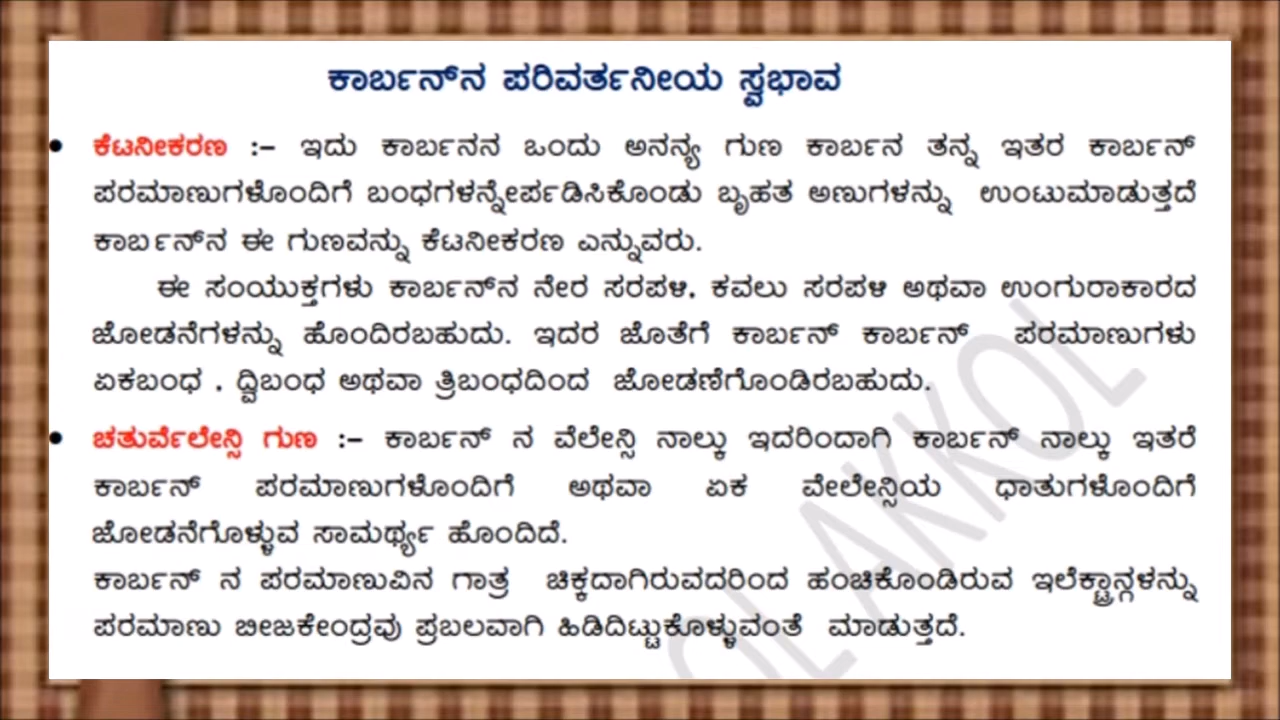 ಕಾರ್ಬನ್‌ನ ಪರಿವರ್ತನೀಯ ಸ್ವಭಾವ
• ಕೆಟನೀಕರಣ :– ಇದು ಕಾರ್ಬನನ ಒಂದು ಅನನ್ಯ ಗುಣ ಕಾರ್ಬನ ತನ್ನ ಇತರ ಕಾರ್ಬನ್
ಪರಮಾಣುಗಳೊಂದಿಗೆ ಬಂಧಗಳನ್ನೇರ್ಪಡಿಸಿಕೊಂಡು ಬೃಹತ ಅಣುಗಳನ್ನು ಉಂಟುಮಾಡುತ್ತದೆ
ಕಾರ್ಬನ್‌ನ ಈ ಗುಣವನ್ನು ಕೆಟನೀಕರಣ ಎನ್ನುವರು.
ಈ ಸಂಯುಕ್ತಗಳು ಕಾರ್ಬನ್‌ನ ನೇರ ಸರಪಳಿ, ಕವಲು ಸರಪಳಿ ಅಥವಾ ಉಂಗುರಾಕಾರದ
ಜೋಡನೆಗಳನ್ನು ಹೊಂದಿರಬಹುದು. ಇದರ ಜೊತೆಗೆ ಕಾರ್ಬನ್ ಕಾರ್ಬನ್ ಪರಮಾಣುಗಳು
ಏಕಬಂಧ , ದ್ವಿಬಂಧ ಅಥವಾ ತ್ರಿಬಂಧದಿಂದ ಜೋಡಣೆಗೊಂಡಿರಬಹುದು.
• ಚತುರ್ವೆಲೇನ್ಸಿ ಗುಣ :– ಕಾರ್ಬನ್ ನ ವೆಲೇನ್ಸಿ ನಾಲ್ಕು ಇದರಿಂದಾಗಿ ಕಾರ್ಬನ್ ನಾಲ್ಕು ಇತರೆ
ಕಾರ್ಬನ್ ಪರಮಾಣುಗಳೊಂದಿಗೆ ಅಥವಾ ಏಕ ವೇಲೇನ್ಸಿಯ ಧಾತುಗಳೊಂದಿಗೆ
ಜೋಡನೆಗೊಳ್ಳುವ ಸಾಮರ್ಥ್ಯ ಹೊಂದಿದೆ.
ಕಾರ್ಬನ್ ನ ಪರಮಾಣುವಿನ ಗಾತ್ರ ಚಿಕ್ಕದಾಗಿರುವದರಿಂದ ಹಂಚಿಕೊಂಡಿರುವ ಇಲೆಕ್ಟ್ರಾನ್ಗಳನ್ನು
ಪರಮಾಣು ಬೀಜಕೇಂದ್ರವು ಪ್ರಬಲವಾಗಿ ಹಿಡಿದಿಟ್ಟುಕೊಳ್ಳುವಂತೆ ಮಾಡುತ್ತದೆ.
AKKOL